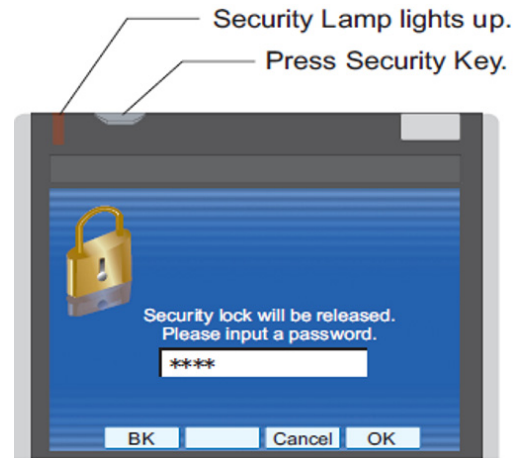 Security Lamp lights up.
Press Security Key.
Security lock will be released.
Please input a password.
****
BK Cancel OK